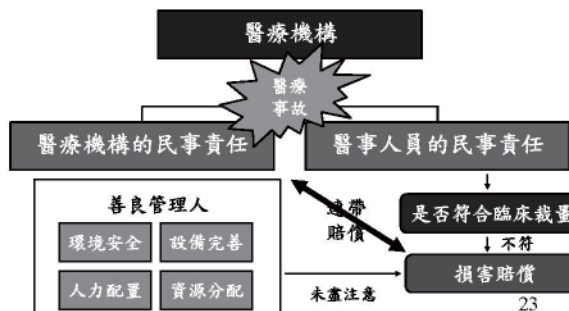 醫療機構
醫療
事故
醫療機構的民事責任
醫事人員的民事責任
善良管理人
環境安全
設備完善
人力配置
資源分配
連帶
賠償
是否符合臨床裁量
不符
未盡注意
損害賠償
23